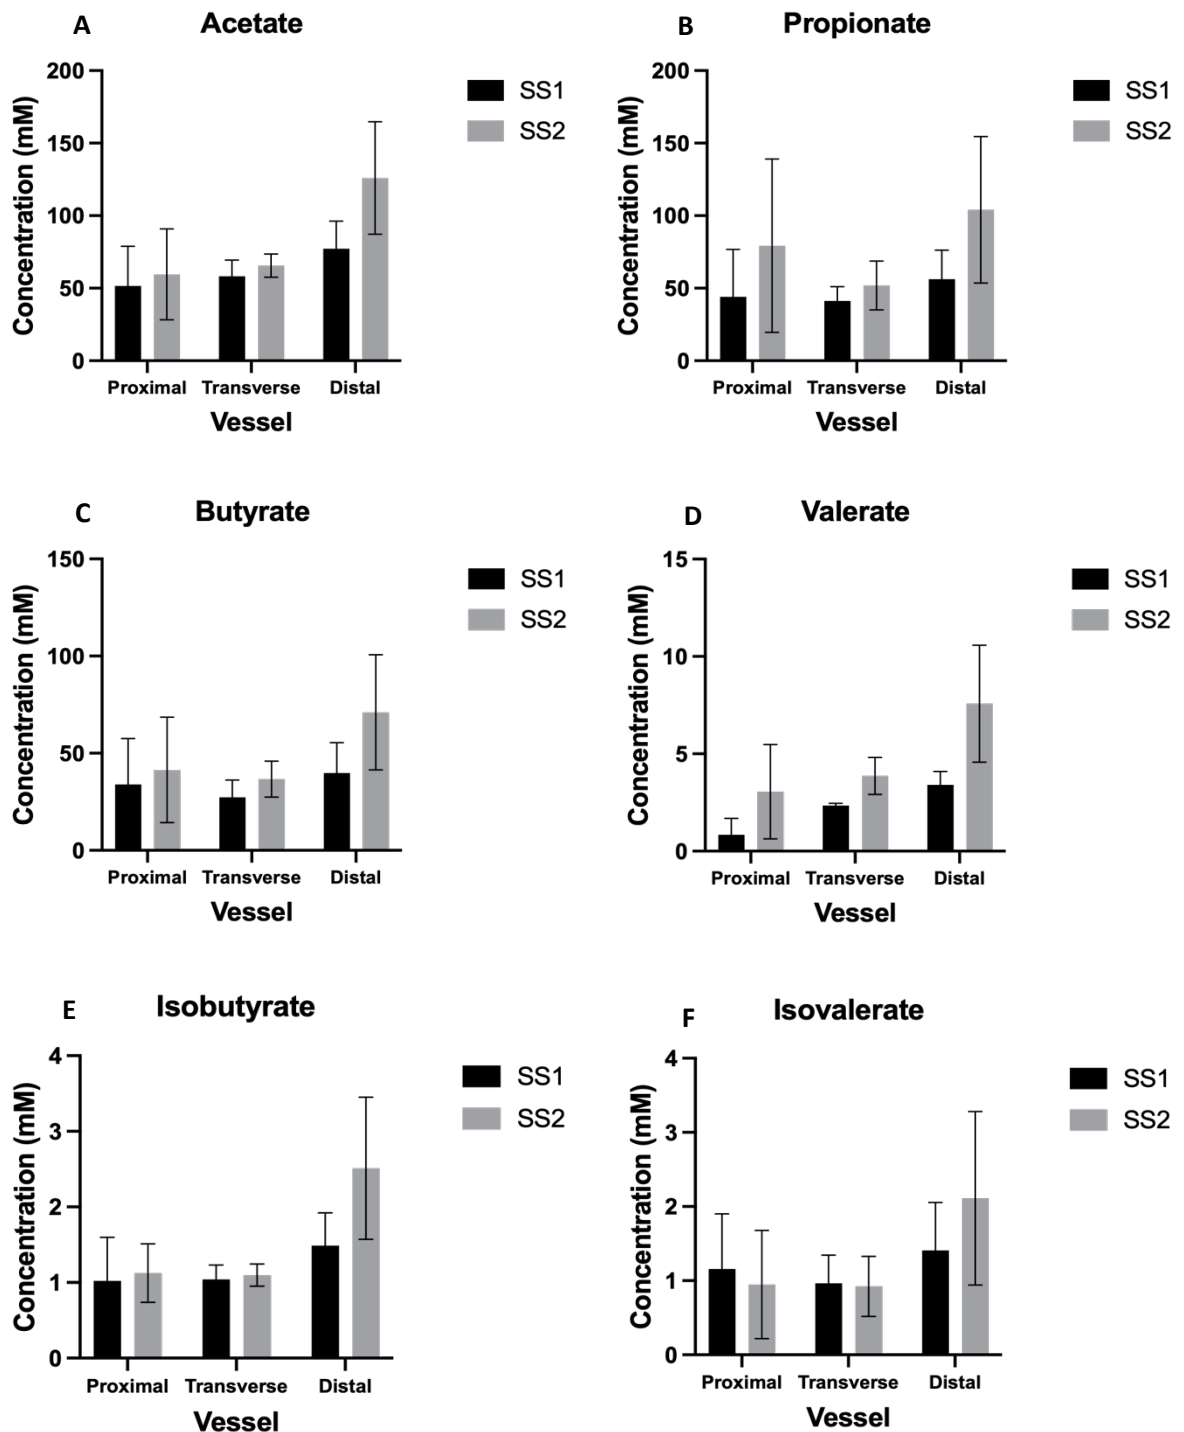 A Acetate
200
150
100
50
0
Concentration (mM)
SS1
SS2
Proximal Transverse Distal
Vessel
B Propionate
200
150
100
50
0
Concentration (mM)
SS1
SS2
Proximal Transverse Distal
Vessel
C Butyrate
150
100
50
0
Concentration (mM)
SS1
SS2
Proximal Transverse Distal
Vessel
D Valerate
15
10
5
0
Concentration (mM)
SS1
SS2
Proximal Transverse Distal
Vessel
E Isobutyrate
4
3
2
1
0
Concentration (mM)
SS1
SS2
Proximal Transverse Distal
Vessel
F Isovalerate
4
3
2
1
0
Concentration (mM)
SS1
SS2
Proximal Transverse Distal
Vessel